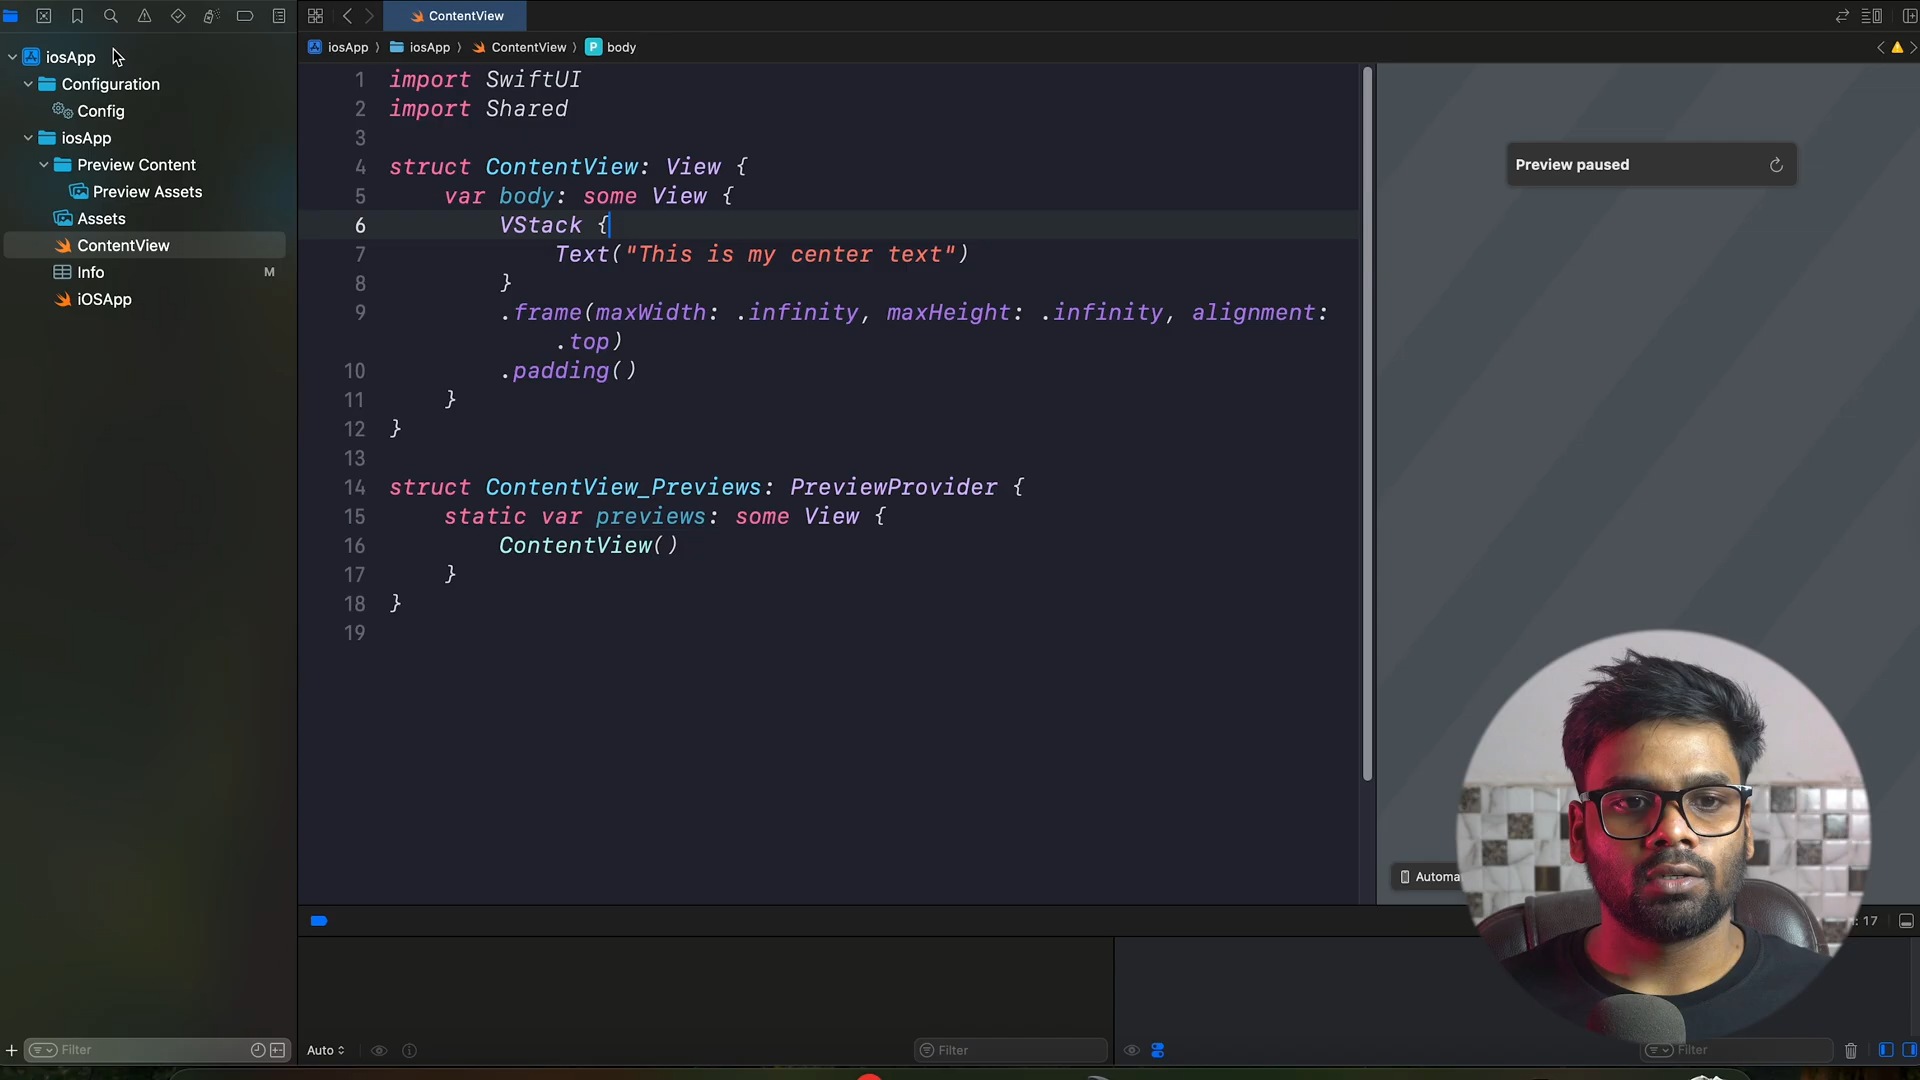 ContentView
iosApp
iosApp
ContentView
body
iosApp
Configuration
Config
iosApp
Preview Content
Preview Assets
Assets
ContentView
Info
M
iOSApp
1 import SwiftUI
2 import Shared
3
4 struct ContentView: View {
5 var body: some View {
6 VStack {
7 Text("This is my center text")
8 }
9 .frame(maxWidth: .infinity, maxHeight: .infinity, alignment:
.top)
10 .padding()
11 }
12 }
13
14 struct ContentView_Previews: PreviewProvider {
15 static var previews: some View {
16 ContentView()
17 }
18 }
19
Preview paused
Automa
: 17
Filter
Auto
Filter
Filter